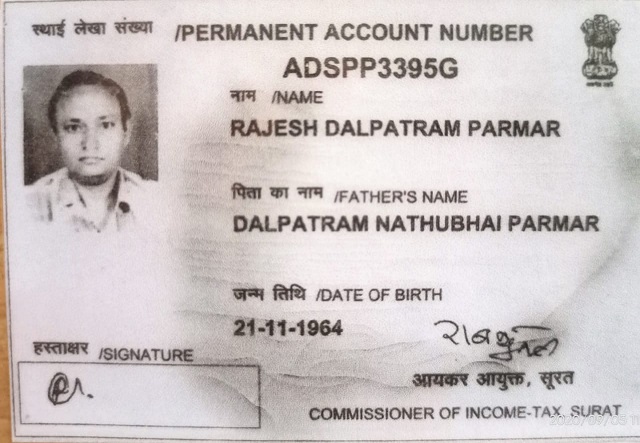 स्थाई लेखा संख्या /PERMANENT ACCOUNT NUMBER
ADSPP3395G
नाम /NAME
RAJESH DALPATRAM PARMAR
पिता का नाम /FATHER'S NAME
DALPATRAM NATHUBHAI PARMAR
जन्म तिथि /DATE OF BIRTH
21-11-1964
हस्ताक्षर /SIGNATURE
आयकर आयुक्त, सूरत
COMMISSIONER OF INCOME-TAX, SURAT